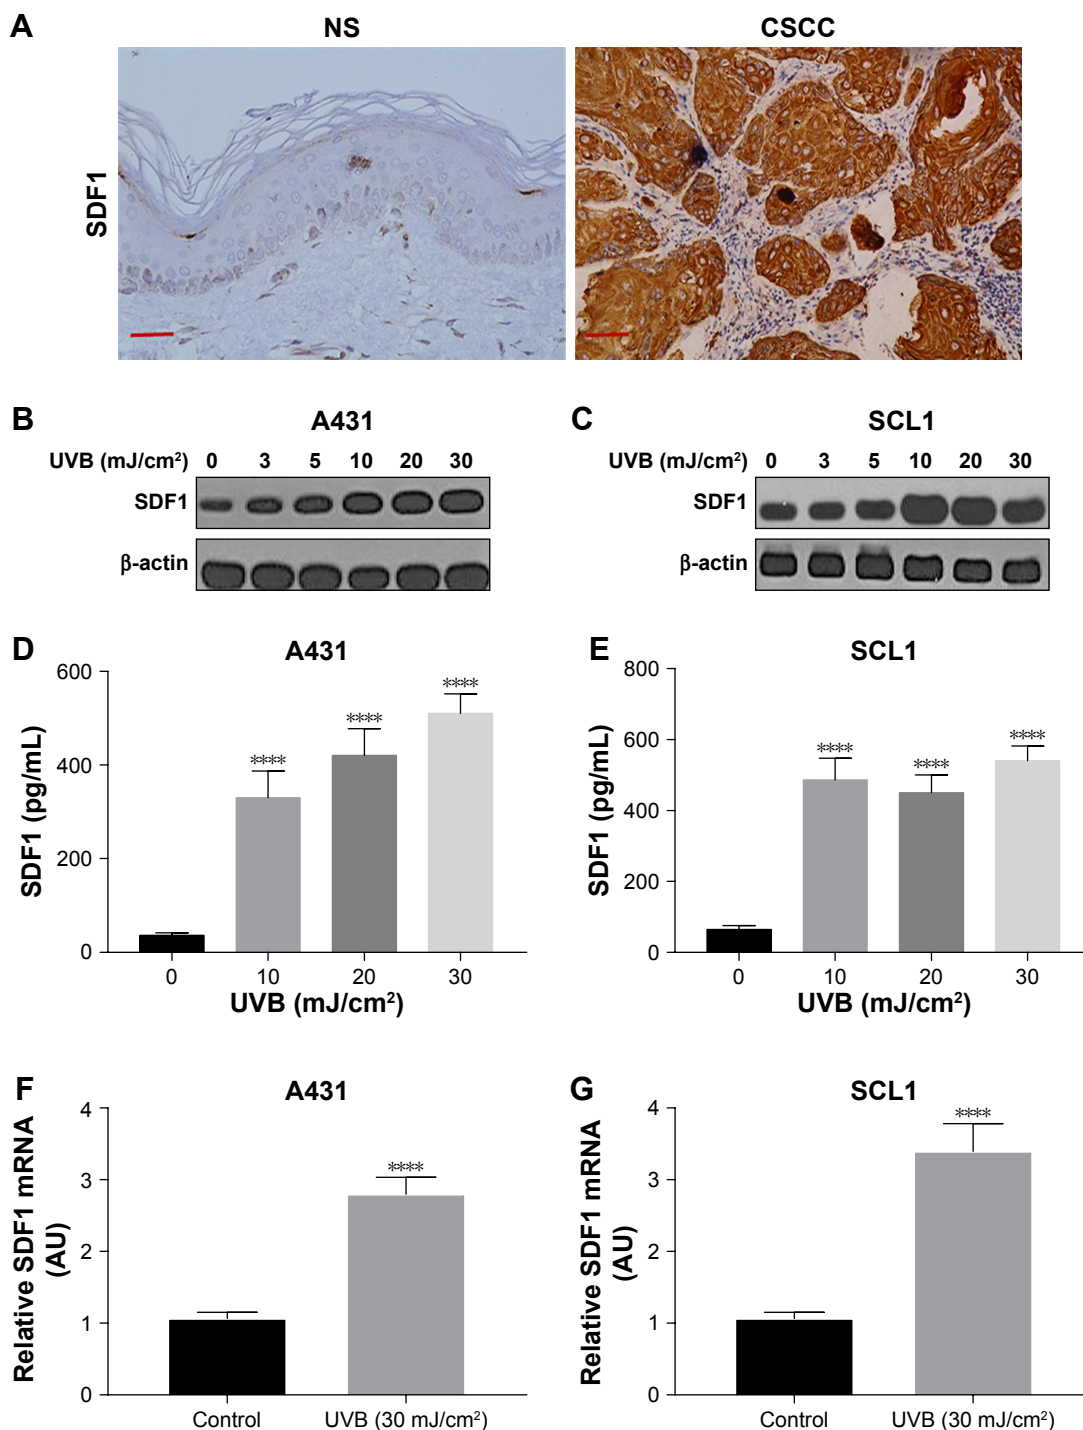 A
NS
CSCC
SDF1
B
A431
UVB (mJ/cm²)
0 3 5 10 20 30
SDF1
β-actin
C
SCL1
UVB (mJ/cm²)
0 3 5 10 20 30
SDF1
β-actin
D
A431
SDF1 (pg/mL)
600
400
200
0
****
****
****
0 10 20 30
UVB (mJ/cm²)
E
SCL1
SDF1 (pg/mL)
800
600
400
200
0
****
****
****
0 10 20 30
UVB (mJ/cm²)
F
A431
Relative SDF1 mRNA
(AU)
4
3
2
1
0
****
Control UVB (30 mJ/cm²)
G
SCL1
Relative SDF1 mRNA
(AU)
4
3
2
1
0
****
Control UVB (30 mJ/cm²)